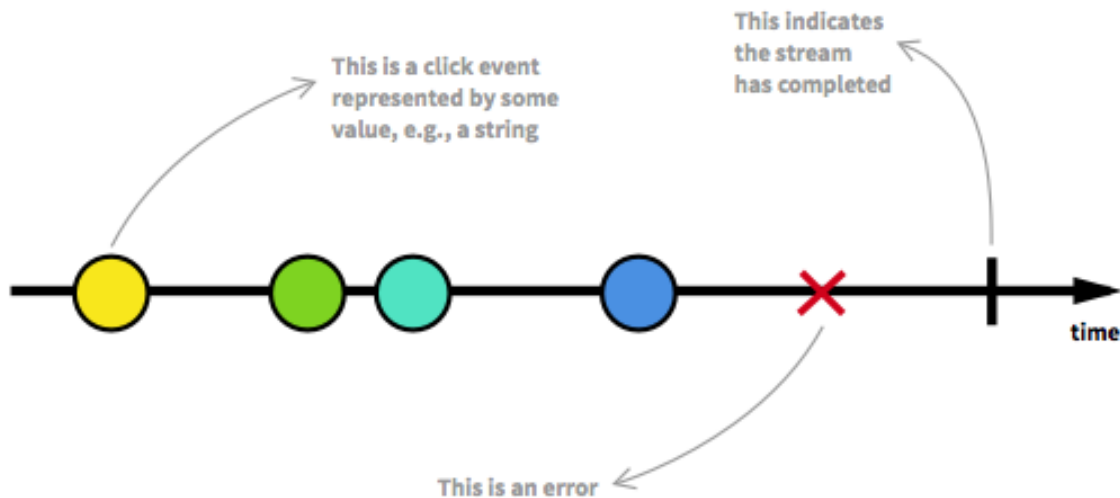 This is a click event
represented by some
value, e.g., a string
This indicates
the stream
has completed
time
This is an error